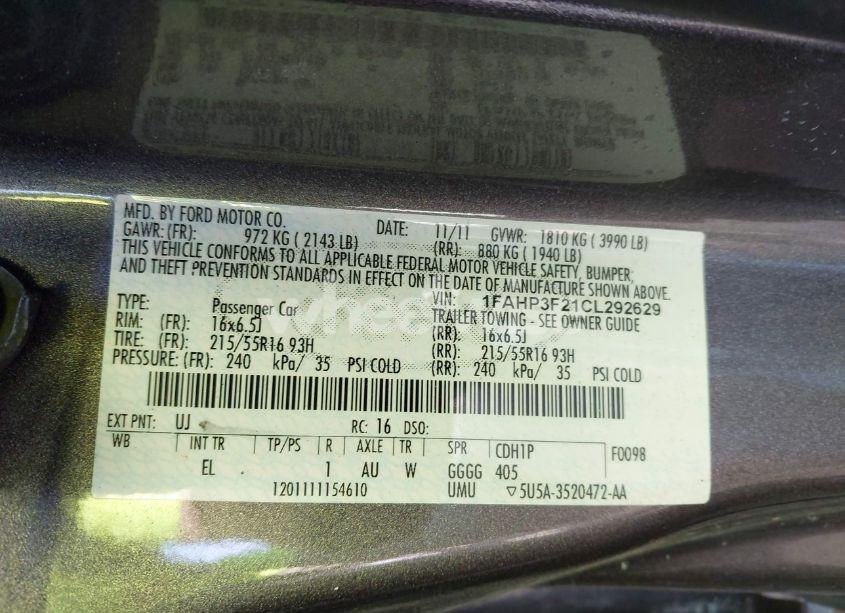 MFD. BY FORD MOTOR CO.
DATE: 11/11 GVWR: 1810 KG ( 3990 LB)
GAWR: (FR): 972 KG ( 2143 LB) (RR): 880 KG ( 1940 LB)
THIS VEHICLE CONFORMS TO ALL APPLICABLE FEDERAL MOTOR VEHICLE SAFETY, BUMPER,
AND THEFT PREVENTION STANDARDS IN EFFECT ON THE DATE OF MANUFACTURE SHOWN ABOVE.
VIN: 1FAHP3F21CL292629
TYPE: Passenger Car TRAILER TOWING - SEE OWNER GUIDE
RIM: (FR): 16x6.5J (RR): 16x6.5J
TIRE: (FR): 215/55R16 93H (RR): 215/55R16 93H
PRESSURE: (FR): 240 kPa/ 35 PSI COLD (RR): 240 kPa/ 35 PSI COLD
EXT PNT: UJ RC: 16 DSO:
WB INT TR TP/PS R AXLE TR SPR CDH1P F0098
EL 1 AU W GGGG 405
1201111154610 UMU ▽5U5A-3520472-AA